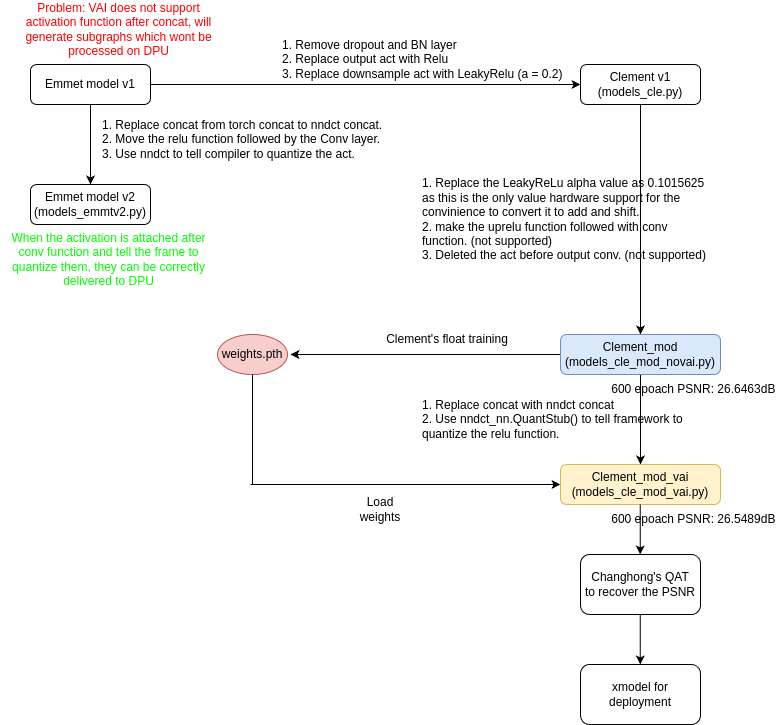 Problem: VAI does not support
activation function after concat, will
generate subgraphs which wont be
processed on DPU
1. Remove dropout and BN layer
2. Replace output act with Relu
3. Replace downsample act with LeakyRelu (a = 0.2)
Emmet model v1
Clement v1
(models_cle.py)
1. Replace concat from torch concat to nndct concat.
2. Move the relu function followed by the Conv layer.
3. Use nndct to tell compiler to quantize the act.
Emmet model v2
(models_emmtv2.py)
When the activation is attached after
conv function and tell the frame to
quantize them, they can be correctly
delivered to DPU
1. Replace the LeakyReLu alpha value as 0.1015625
as this is the only value hardware support for the
convinience to convert it to add and shift.
2. make the uprelu function followed with conv
function. (not supported)
3. Deleted the act before output conv. (not supported)
Clement's float training
weights.pth
Clement_mod
(models_cle_mod_novai.py)
600 epoach PSNR: 26.6463dB
1. Replace concat with nndct concat
2. Use nndct_nn.QuantStub() to tell framework to
quantize the relu function.
Load
weights
Clement_mod_vai
(models_cle_mod_vai.py)
600 epoach PSNR: 26.5489dB
Changhong's QAT
to recover the PSNR
xmodel for
deployment